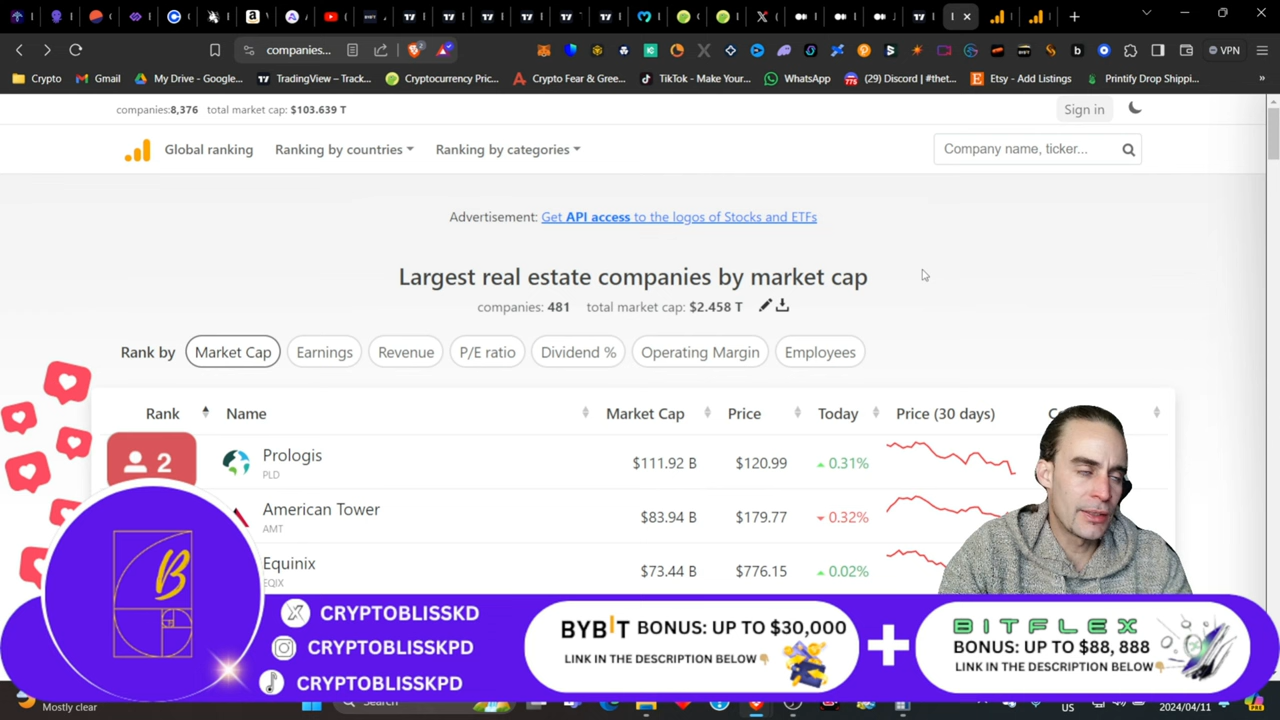 companies...
VPN
Crypto
Gmail
My Drive - Google...
TradingView – Track...
Cryptocurrency Pric...
Crypto Fear & Gree...
TikTok - Make Your...
WhatsApp
(29) Discord | #thet...
Etsy - Add Listings
Printify Drop Shippi...
companies:8,376 total market cap: $103.639 T
Sign in
Global ranking
Ranking by countries
Ranking by categories
Company name, ticker...
Advertisement: Get API access to the logos of Stocks and ETFs
Largest real estate companies by market cap
companies: 481 total market cap: $2.458 T
Rank by Market Cap Earnings Revenue P/E ratio Dividend % Operating Margin Employees
Rank Name Market Cap Price Today Price (30 days)
2
Prologis
PLD
$111.92 B $120.99 0.31%
American Tower
AMT
$83.94 B $179.77 0.32%
Equinix
EQIX
$73.44 B $776.15 0.02%
B
CRYPTOBLISSKD
CRYPTOBLISSKPD
CRYPTOBLISSKPD
BYBIT BONUS: UP TO $30,000
LINK IN THE DESCRIPTION BELOW
+
BITFLEX
BONUS: UP TO $88, 888
LINK IN THE DESCRIPTION BELOW
Mostly clear
Search
US
2024/04/11